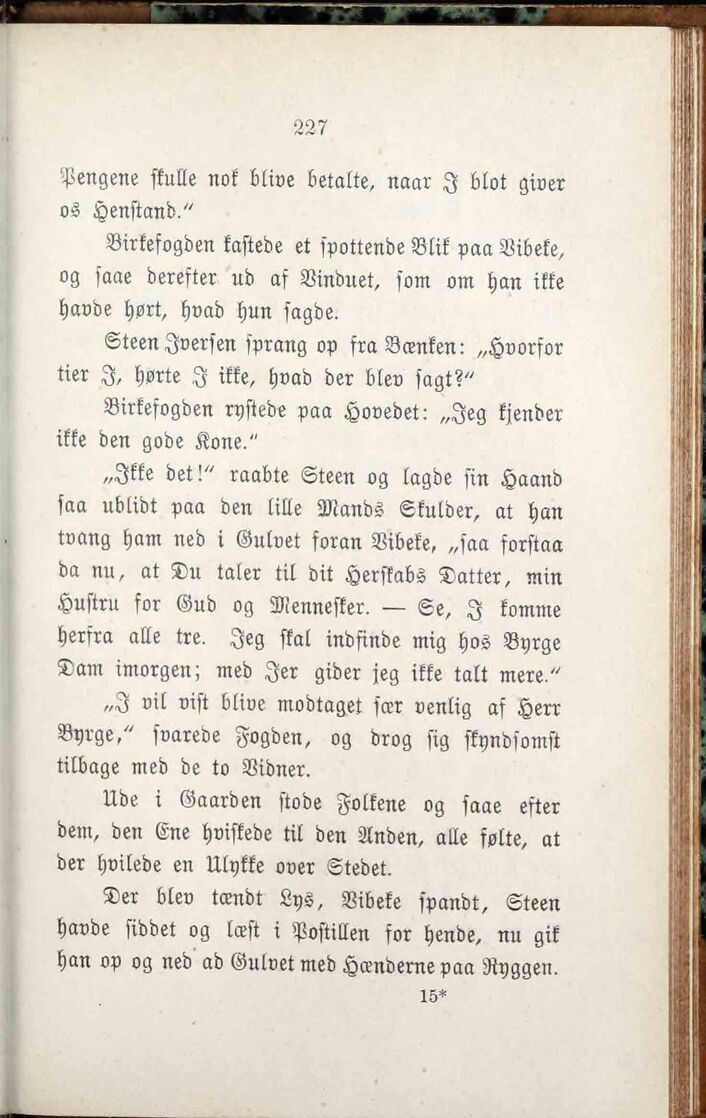 227
Pengene skulle nok blive betalte, naar I blot giver
os Henstand."
Birkefogden kastede et spottende Blik paa Vibeke,
og saae derefter ud af Vinduet, som om han ikke
havde hørt, hvad hun sagde.
Steen Iversen sprang op fra Bænken: „Hvorfor
tier I, hørte I ikke, hvad der blev sagt?"
Birkefogden rystede paa Hovedet: „Jeg kjender
ikke den gode Kone."
„Ikke det!" raabte Steen og lagde sin Haand
saa ublidt paa den lille Mands Skulder, at han
tvang ham ned i Gulvet foran Vibeke, „saa forstaa
da nu, at Du taler til dit Herskabs Datter, min
Hustru for Gud og Mennesker. — Se, I komme
herfra alle tre. Jeg skal indfinde mig hos Byrge
Dam imorgen; med Jer gider jeg ikke talt mere."
„I vil vist blive modtaget sær venlig af Herr
Byrge," svarede Fogden, og drog sig skyndsomst
tilbage med de to Vidner.
Ude i Gaarden stode Folkene og saae efter
dem, den Ene hviskede til den Anden, alle følte, at
der hvilede en Ulykke over Stedet.
Der blev tændt Lys, Vibeke spandt, Steen
havde siddet og læst i Postillen for hende, nu gik
han op og ned ad Gulvet med Hænderne paa Ryggen.
15*